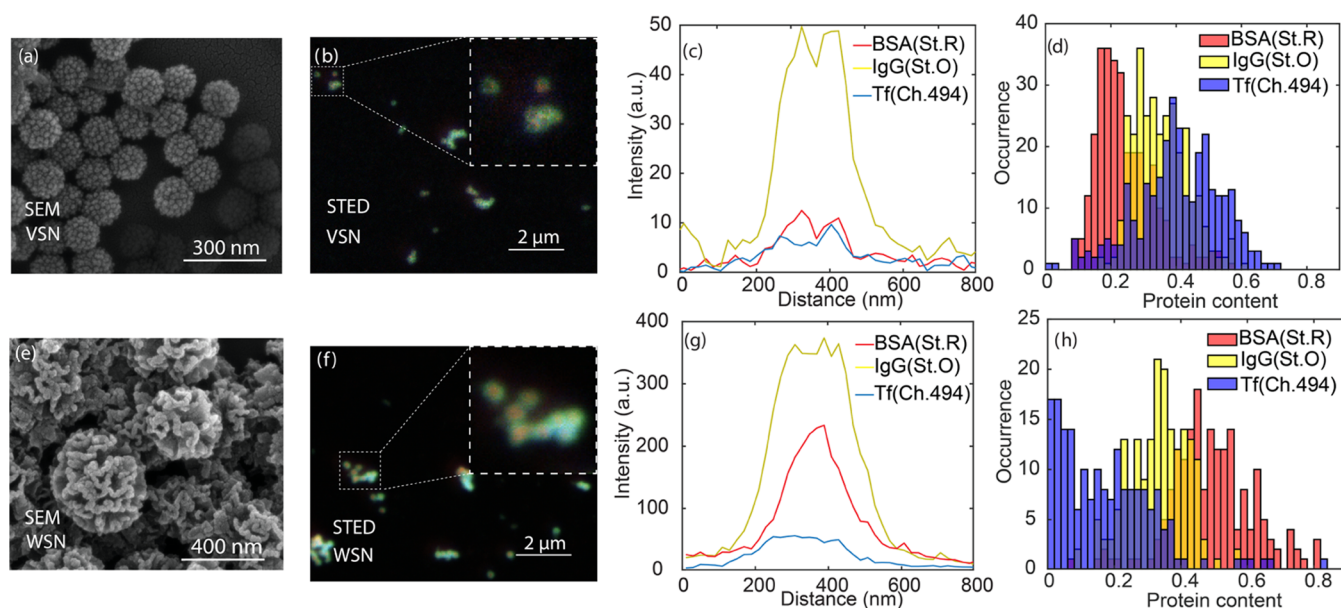 (a)
SEM
VSN
300 nm
(b)
STED
VSN
2 µm
(c)
50
40
30
20
10
0
Intensity (a.u.)
BSA(St.R)
IgG(St.O)
Tf(Ch.494)
0
200
400
600
800
Distance (nm)
(d)
40
30
20
10
0
Occurrence
BSA(St.R)
IgG(St.O)
Tf(Ch.494)
0
0.2
0.4
0.6
0.8
Protein content
(e)
SEM
WSN
400 nm
(f)
STED
WSN
2 µm
(g)
400
300
200
100
0
Intensity (a.u.)
BSA(St.R)
IgG(St.O)
Tf(Ch.494)
0
200
400
600
800
Distance (nm)
(h)
25
20
15
10
5
0
Occurrence
BSA(St.R)
IgG(St.O)
Tf(Ch.494)
0
0.2
0.4
0.6
0.8
Protein content